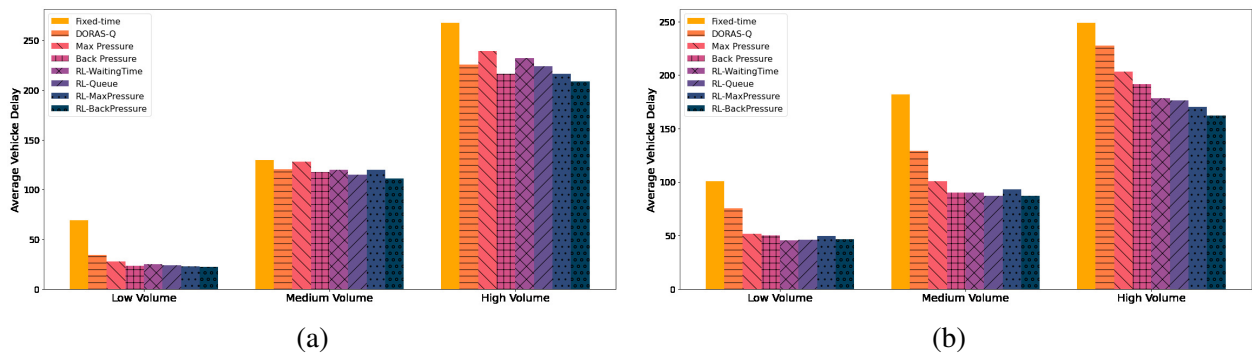 Average Vehicke Delay
250
200
150
100
50
0
Fixed-time
DORAS-Q
Max Pressure
Back Pressure
RL-WaitingTime
RL-Queue
RL-MaxPressure
RL-BackPressure
Low Volume
Medium Volume
High Volume
(a)
Average Vehicke Delay
250
200
150
100
50
0
Fixed-time
DORAS-Q
Max Pressure
Back Pressure
RL-WaitingTime
RL-Queue
RL-MaxPressure
RL-BackPressure
Low Volume
Medium Volume
High Volume
(b)